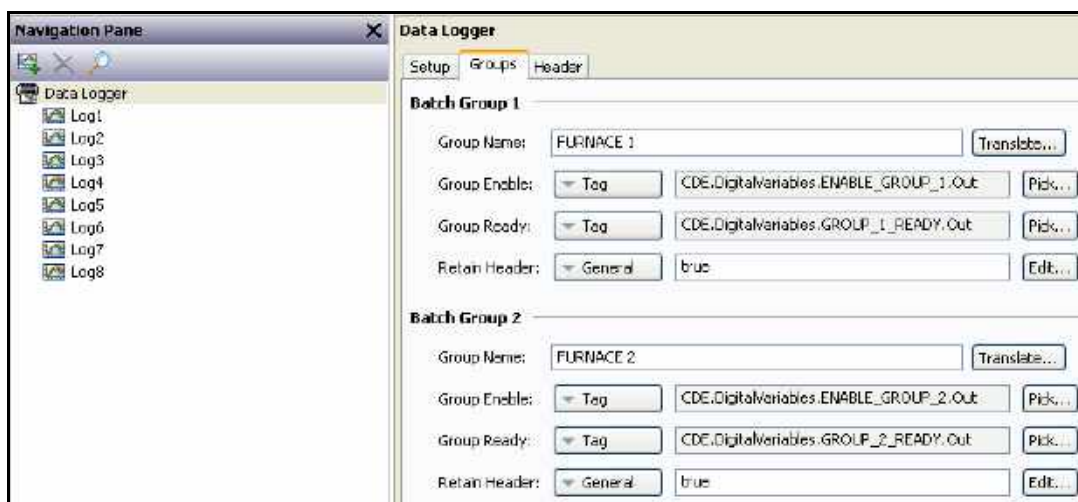 Navigation Pane
Data Logger
Log1
Log2
Log3
Log4
Log5
Log6
Log7
Log8
Data Logger
Setup Groups Header
Batch Group 1
Group Name: FURNACE 1 Translate...
Group Enable: Tag CDE.DigitalVariables.ENABLE_GROUP_1.Out Pick...
Group Ready: Tag CDE.DigitalVariables.GROUP_1_READY.Out Pick...
Retain Header: General true Edit...
Batch Group 2
Group Name: FURNACE 2 Translate...
Group Enable: Tag CDE.DigitalVariables.ENABLE_GROUP_2.Out Pick...
Group Ready: Tag CDE.DigitalVariables.GROUP_2_READY.Out Pick...
Retain Header: General true Edit...